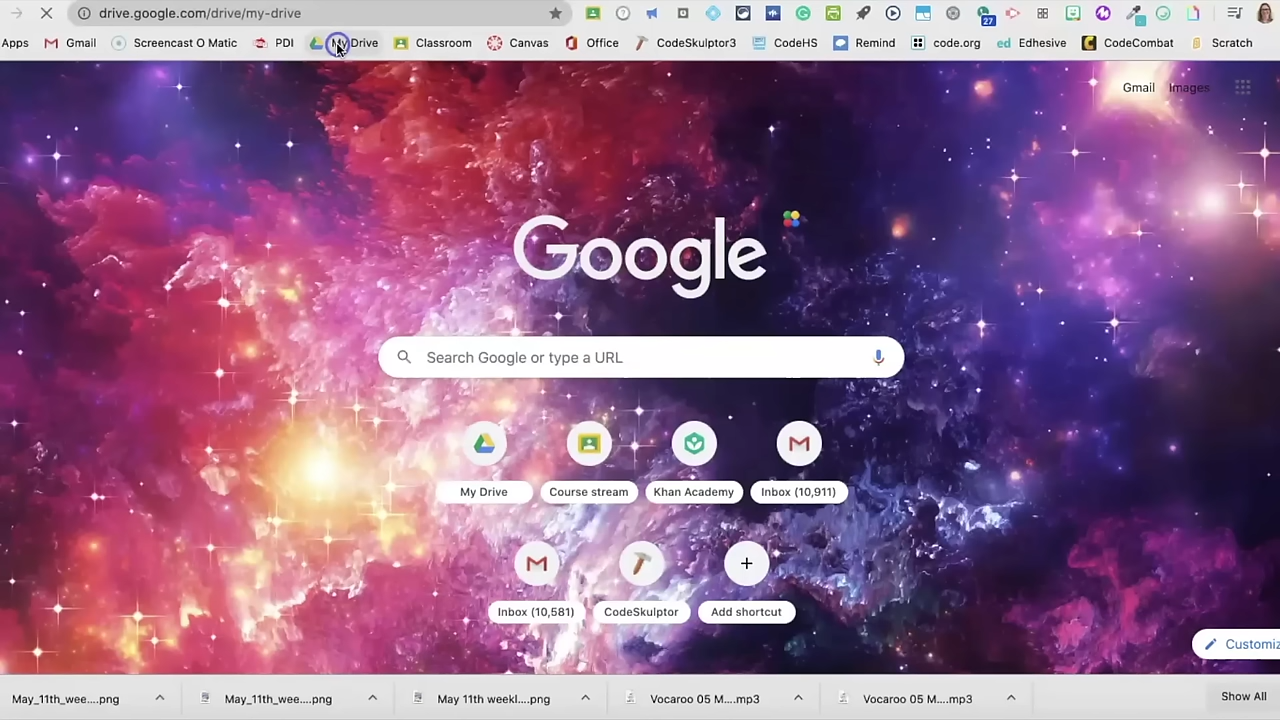 drive.google.com/drive/my-drive
27
Apps Gmail Screencast O Matic PDI My Drive Classroom Canvas Office CodeSkulptor3 CodeHS Remind code.org Edhesive CodeCombat Scratch
Gmail Images
Google
Search Google or type a URL
My Drive Course stream Khan Academy Inbox (10,911)
Inbox (10,581) CodeSkulptor Add shortcut
Customiz
May_11th_wee....png May_11th_wee....png May 11th weekl....png Vocaroo 05 M....mp3 Vocaroo 05 M....mp3 Show All